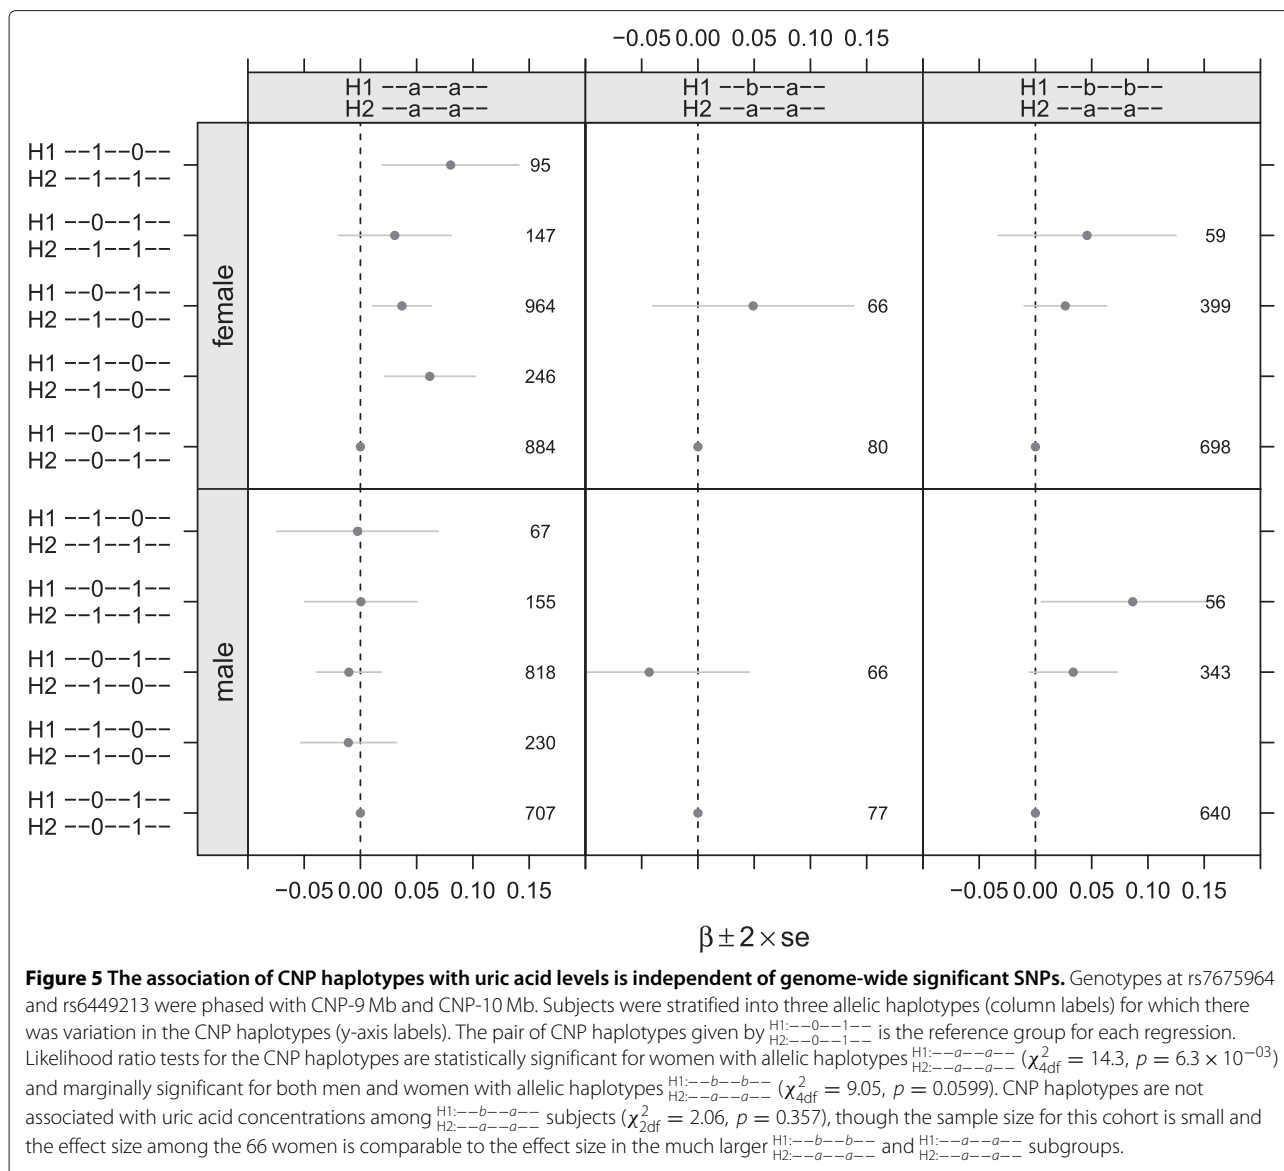 −0.05 0.00 0.05 0.10 0.15
H1 −−a−−a−− H1 −−b−−a−− H1 −−b−−b−−
H2 −−a−−a−− H2 −−a−−a−− H2 −−a−−a−−
female
H1 −−1−−0−−
H2 −−1−−1−−
95
H1 −−0−−1−−
H2 −−1−−1−−
147 59
H1 −−0−−1−−
H2 −−1−−0−−
964 66 399
H1 −−1−−0−−
H2 −−1−−0−−
246
H1 −−0−−1−−
H2 −−0−−1−−
884 80 698
male
H1 −−1−−0−−
H2 −−1−−1−−
67
H1 −−0−−1−−
H2 −−1−−1−−
155 56
H1 −−0−−1−−
H2 −−1−−0−−
818 66 343
H1 −−1−−0−−
H2 −−1−−0−−
230
H1 −−0−−1−−
H2 −−0−−1−−
707 77 640
−0.05 0.00 0.05 0.10 0.15 −0.05 0.00 0.05 0.10 0.15
β ± 2 × se
Figure 5 The association of CNP haplotypes with uric acid levels is independent of genome-wide significant SNPs. Genotypes at rs7675964
and rs6449213 were phased with CNP-9 Mb and CNP-10 Mb. Subjects were stratified into three allelic haplotypes (column labels) for which there
was variation in the CNP haplotypes (y-axis labels). The pair of CNP haplotypes given by H1:−−0−−1−− H2:−−0−−1−− is the reference group for each regression.
Likelihood ratio tests for the CNP haplotypes are statistically significant for women with allelic haplotypes H1:−−a−−a−− H2:−−a−−a−− (χ²4df = 14.3, p = 6.3 × 10−03)
and marginally significant for both men and women with allelic haplotypes H1:−−b−−b−− H2:−−a−−a−− (χ²4df = 9.05, p = 0.0599). CNP haplotypes are not
associated with uric acid concentrations among H1:−−b−−a−− H2:−−a−−a−− subjects (χ²2df = 2.06, p = 0.357), though the sample size for this cohort is small and
the effect size among the 66 women is comparable to the effect size in the much larger H1:−−b−−b−− H2:−−a−−a−− and H1:−−a−−a−− H2:−−a−−a−− subgroups.